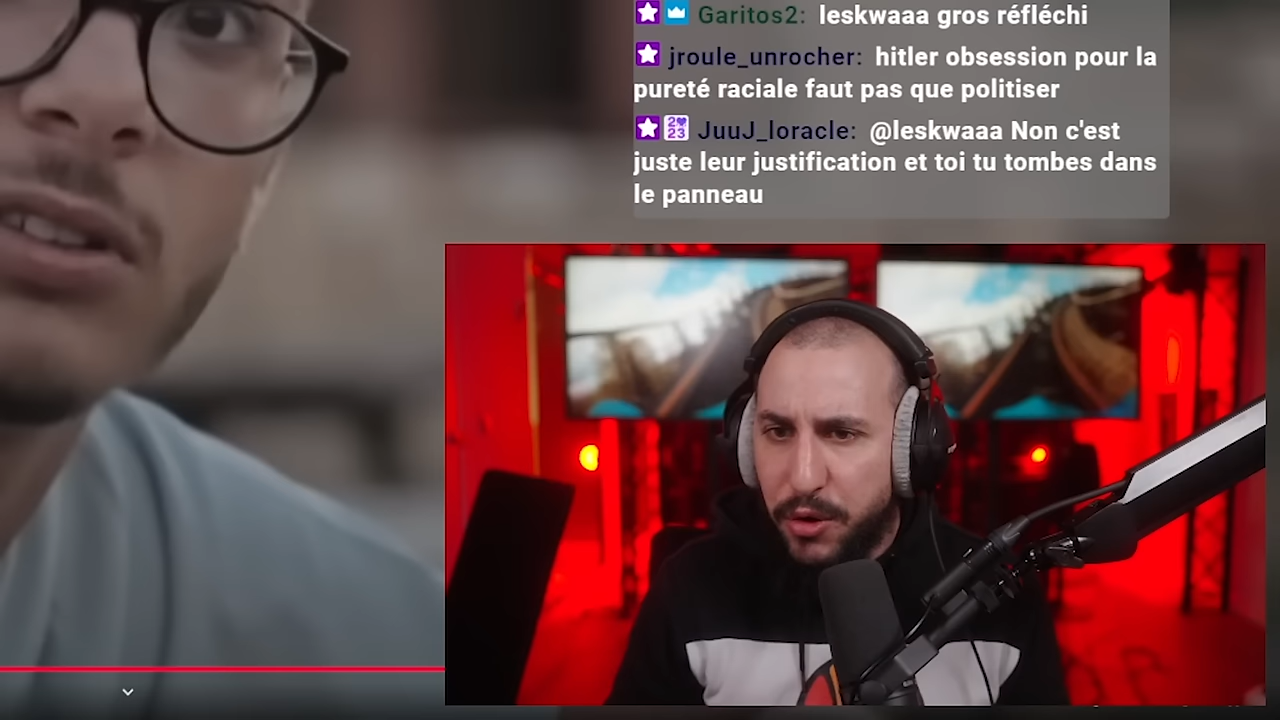 Garitos2: leskwaaa gros réfléchi
jroule_unrocher: hitler obsession pour la
pureté raciale faut pas que politiser
2023 JuuJ_loracle: @leskwaaa Non c'est
juste leur justification et toi tu tombes dans
le panneau